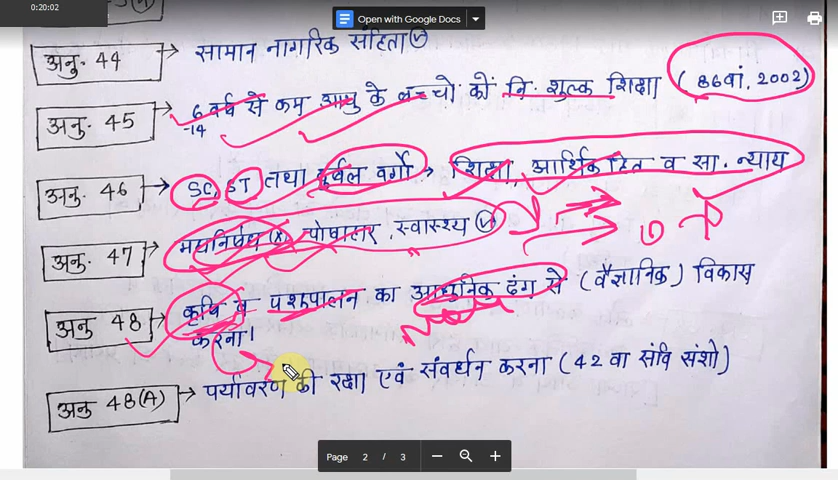 0:20:02
Open with Google Docs
अनु. 44 → सामान नागरिक संहिता
अनु. 45 6 वर्ष से कम आयु के बच्चो कों नि. शुल्क शिक्षा (86वां, 2002)
-14
अनु. 46 → SC, ST तथा दुर्बल वर्गो → शिक्षा, आर्थिक हित व सा. न्याय
अनु. 47 → मद्यनिषेध (x) पोषाहार, स्वास्थ्य
अनु 48 → कृषि व पशुपालन का आधुनिक ढंग से (वैज्ञानिक) विकास
करना।
अनु 48(A) → पर्यावरण की रक्षा एवं संवर्धन करना (42 वा संवि संशो)
Page 2 / 3